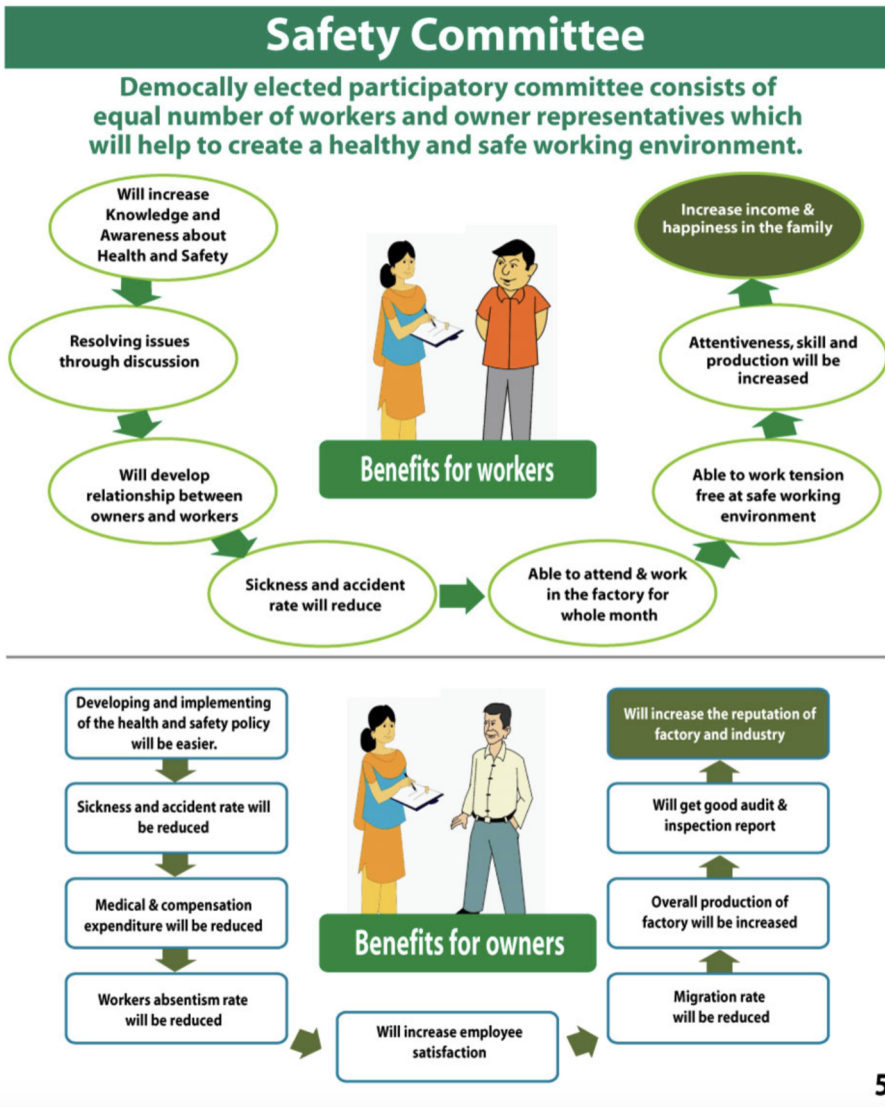 Safety Committee
Democally elected participatory committee consists of
equal number of workers and owner representatives which
will help to create a healthy and safe working environment.
Will increase
Knowledge and
Awareness about
Health and Safety
Resolving issues
through discussion
Will develop
relationship between
owners and workers
Sickness and accident
rate will reduce
Able to attend & work
in the factory for
whole month
Able to work tension
free at safe working
environment
Attentiveness, skill and
production will be
increased
Increase income &
happiness in the family
Benefits for workers
Developing and implementing
of the health and safety policy
will be easier.
Sickness and accident rate will
be reduced
Medical & compensation
expenditure will be reduced
Workers absentism rate
will be reduced
Will increase employee
satisfaction
Migration rate
will be reduced
Overall production of
factory will be increased
Will get good audit &
inspection report
Will increase the reputation of
factory and industry
Benefits for owners
5